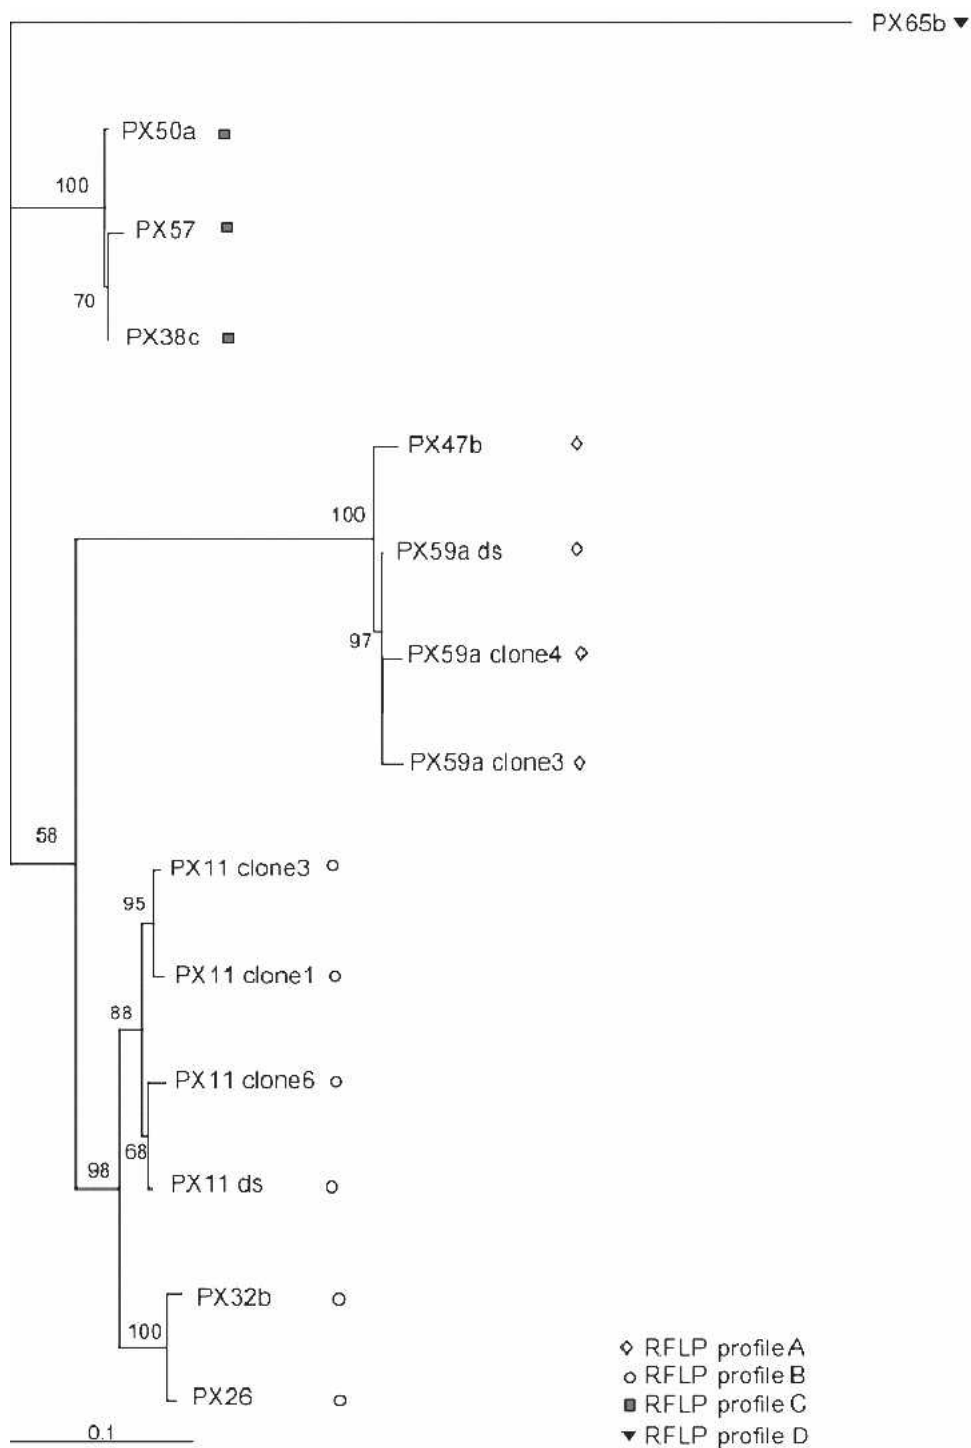 PX65b
PX50a
100
PX57
70
PX38c
PX47b
100
PX59a ds
97
PX59a clone4
PX59a clone3
58
PX11 clone3
95
PX11 clone1
88
PX11 clone6
68
98
PX11 ds
PX32b
100
PX26
0.1
RFLP profile A
RFLP profile B
RFLP profile C
RFLP profile D